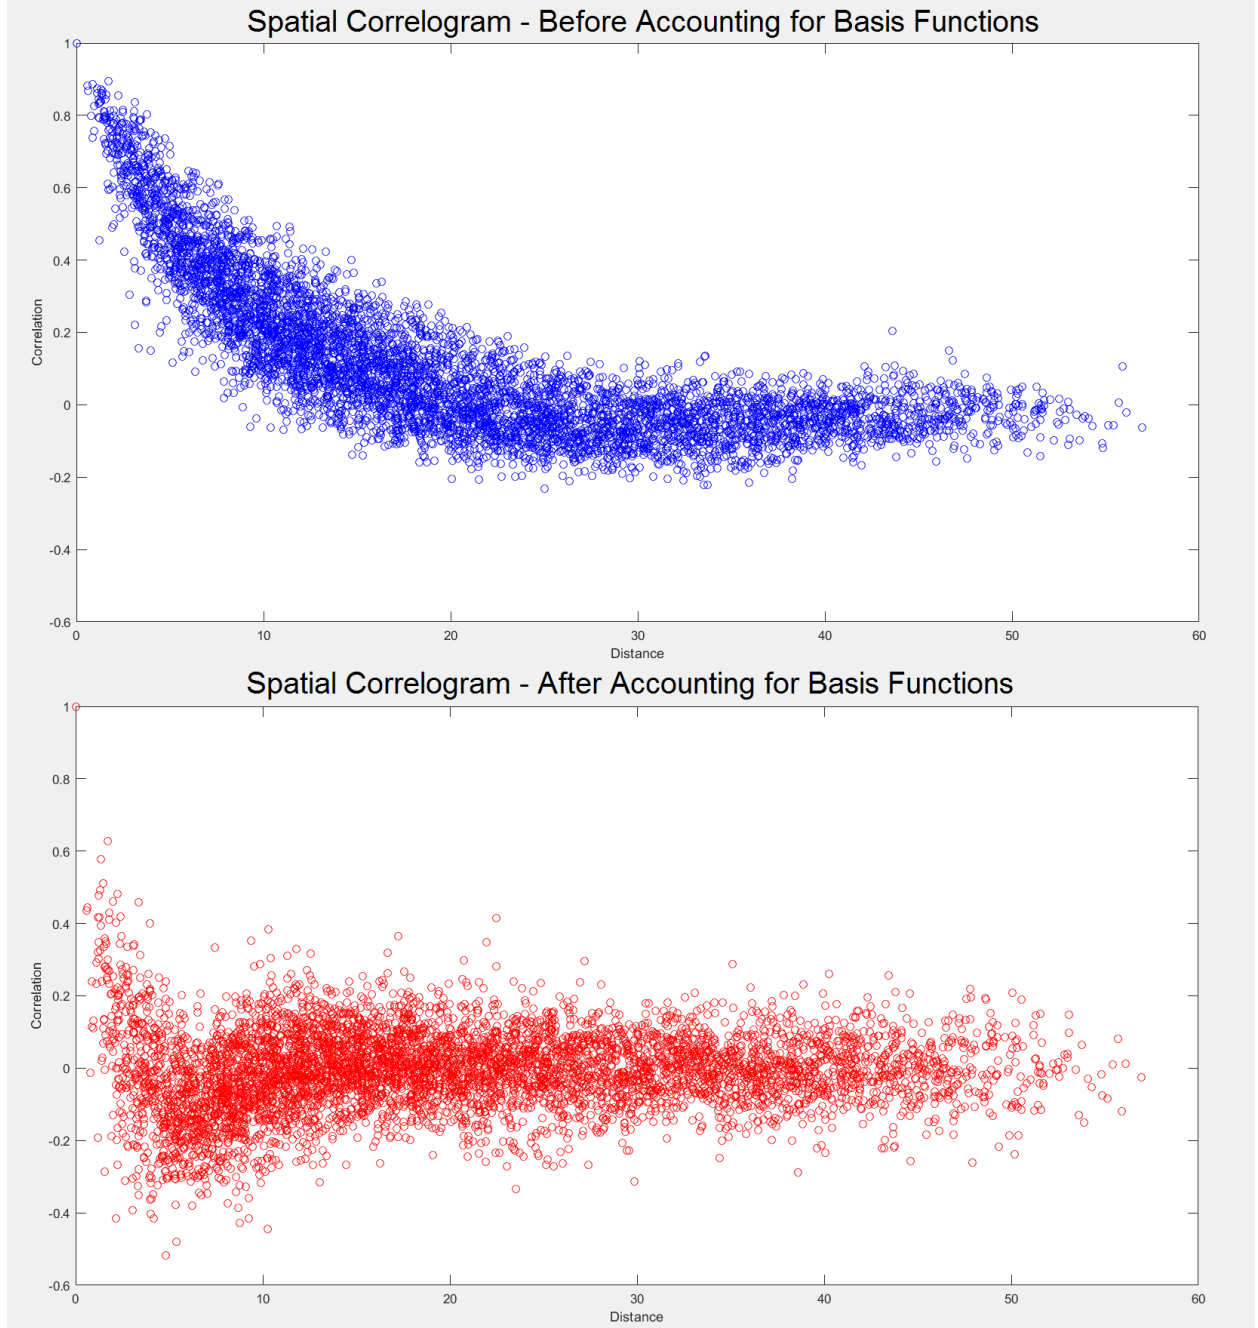 Spatial Correlogram - Before Accounting for Basis Functions
1
0.8
0.6
0.4
0.2
0
-0.2
-0.4
-0.6
Correlation
0 10 20 30 40 50 60
Distance
Spatial Correlogram - After Accounting for Basis Functions
1
0.8
0.6
0.4
0.2
0
-0.2
-0.4
-0.6
Correlation
0 10 20 30 40 50 60
Distance